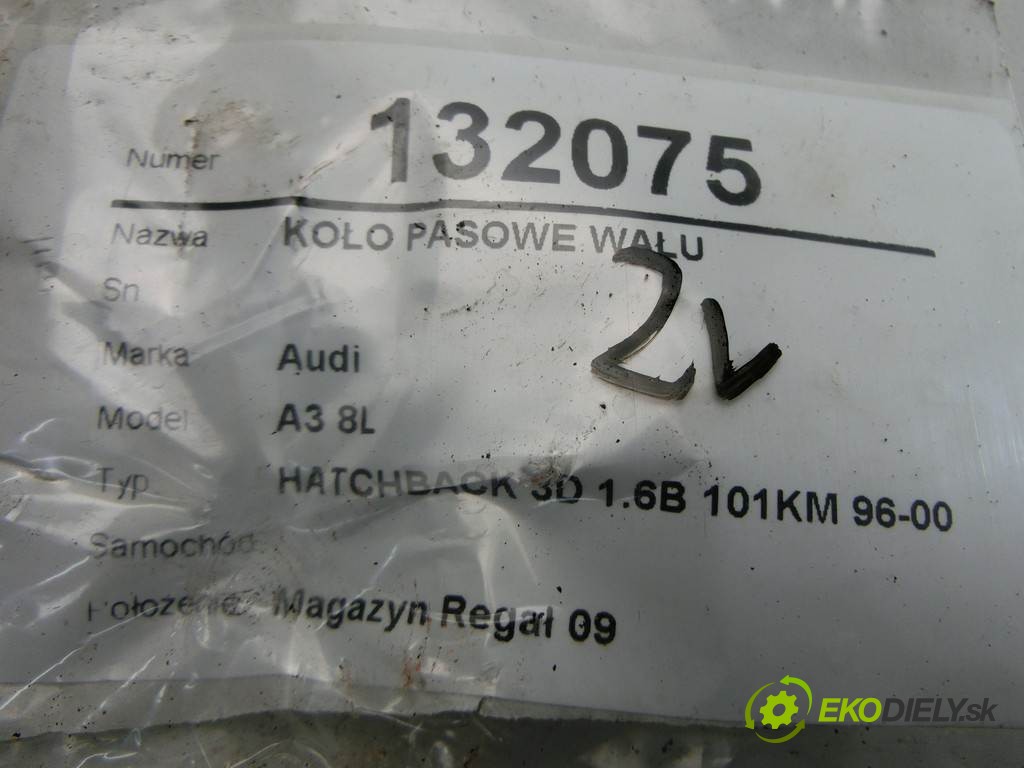 Numer 132075
Nazwa KOŁO PASOWE WAŁU
Sn
Marka Audi
Model A3 8L
Typ HATCHBACK 3D 1.6B 101KM 96-00
Samochód
Położenie Magazyn Regał 09
EKODIELY.sk